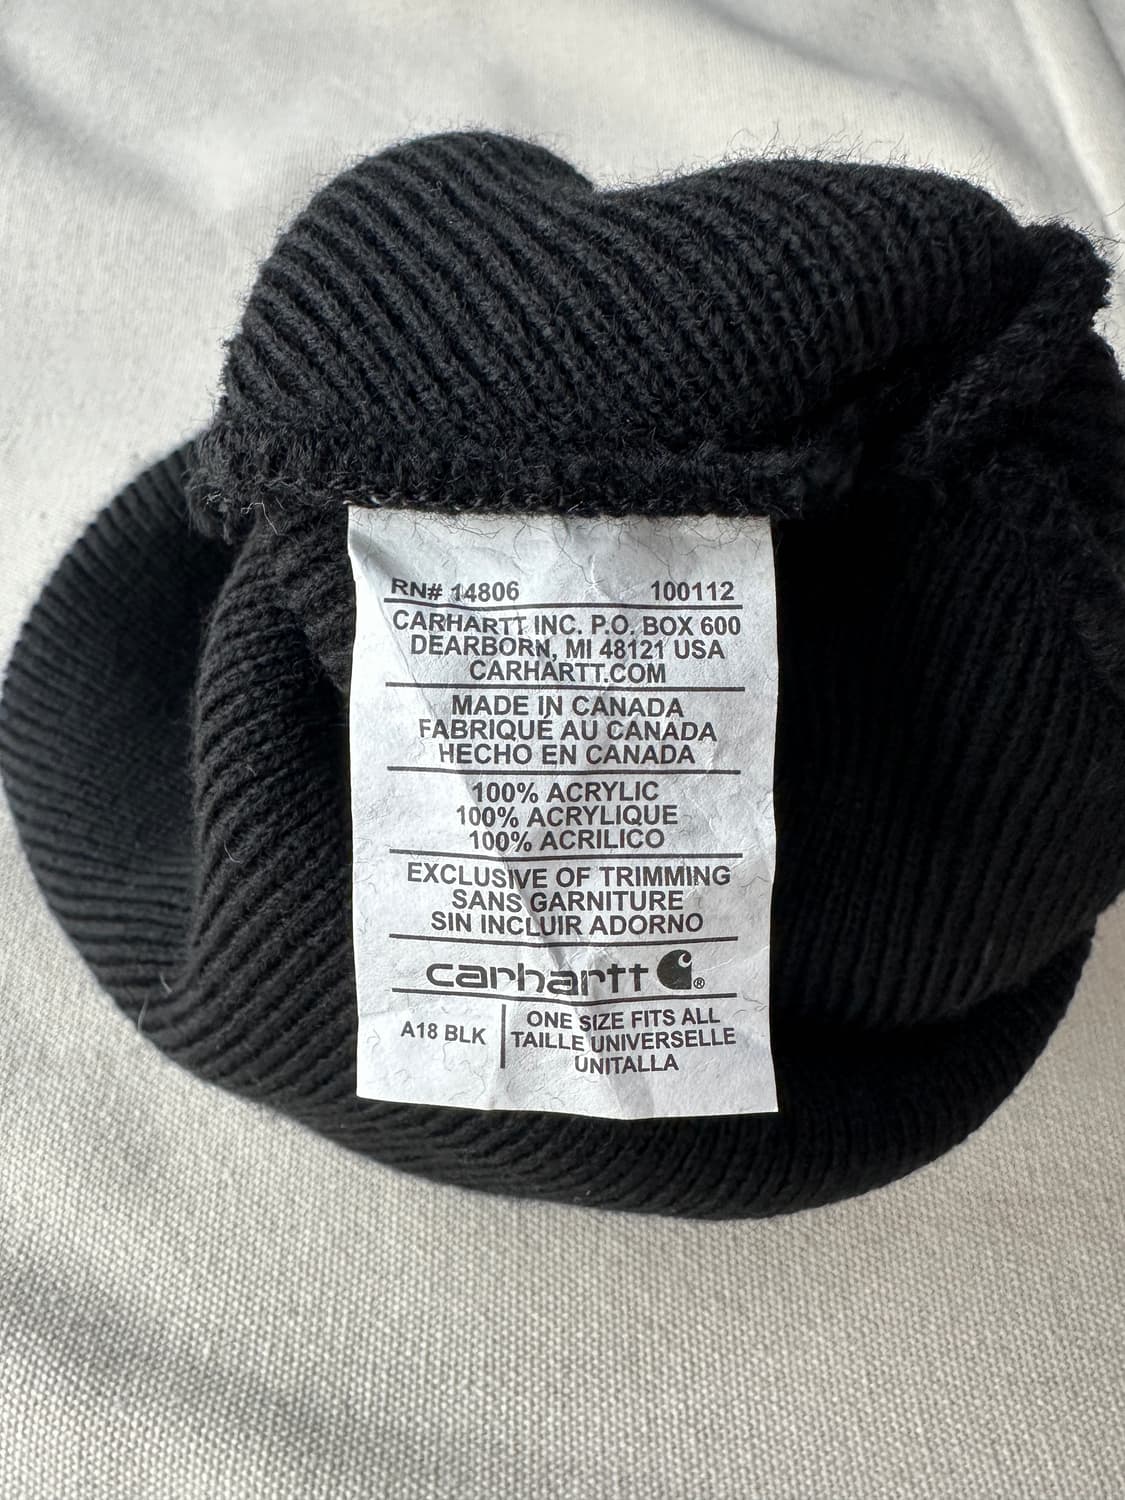 RN# 14806 100112
CARHARTT INC. P.O. BOX 600
DEARBORN, MI 48121 USA
CARHARTT.COM
MADE IN CANADA
FABRIQUE AU CANADA
HECHO EN CANADA
100% ACRYLIC
100% ACRYLIQUE
100% ACRILICO
EXCLUSIVE OF TRIMMING
SANS GARNITURE
SIN INCLUIR ADORNO
carhartt ®
A18 BLK
ONE SIZE FITS ALL
TAILLE UNIVERSELLE
UNITALLA